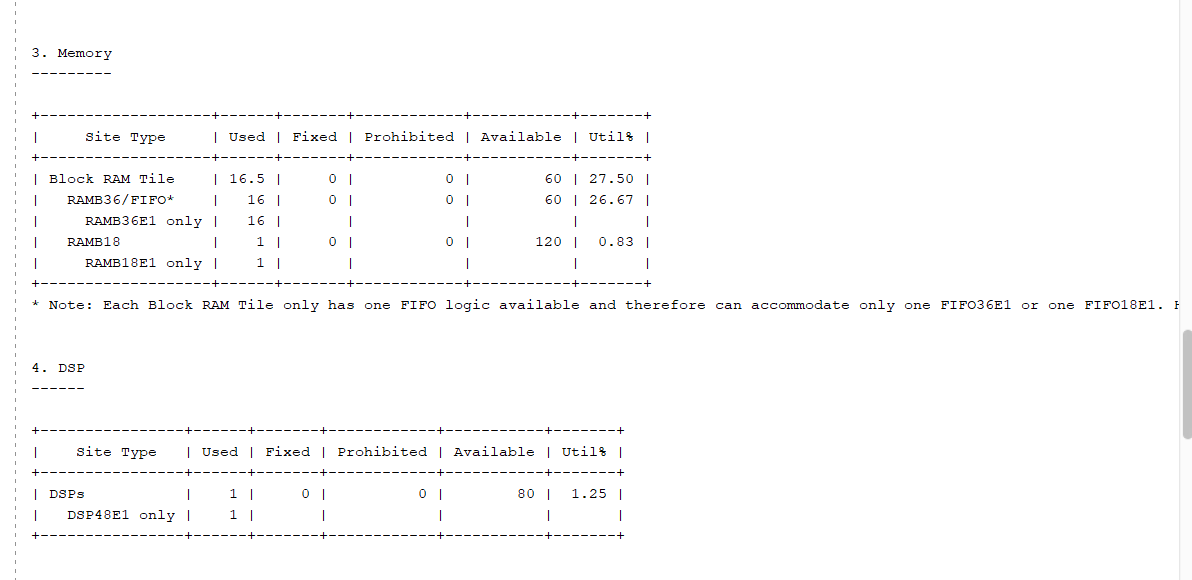 3. Memory
---------
+-------------------+------+-------+------------+-----------+-------+
|     Site Type     | Used | Fixed | Prohibited | Available | Util% |
+-------------------+------+-------+------------+-----------+-------+
| Block RAM Tile    | 16.5 |     0 |          0 |        60 | 27.50 |
|   RAMB36/FIFO*    |   16 |     0 |          0 |        60 | 26.67 |
|     RAMB36E1 only |   16 |       |            |           |       |
|   RAMB18          |    1 |     0 |          0 |       120 |  0.83 |
|     RAMB18E1 only |    1 |       |            |           |       |
+-------------------+------+-------+------------+-----------+-------+
* Note: Each Block RAM Tile only has one FIFO logic available and therefore can accommodate only one FIFO36E1 or one FIFO18E1.
4. DSP
------
+----------------+------+-------+------------+-----------+-------+
|    Site Type   | Used | Fixed | Prohibited | Available | Util% |
+----------------+------+-------+------------+-----------+-------+
| DSPs           |    1 |     0 |          0 |        80 |  1.25 |
|   DSP48E1 only |    1 |       |            |           |       |
+----------------+------+-------+------------+-----------+-------+